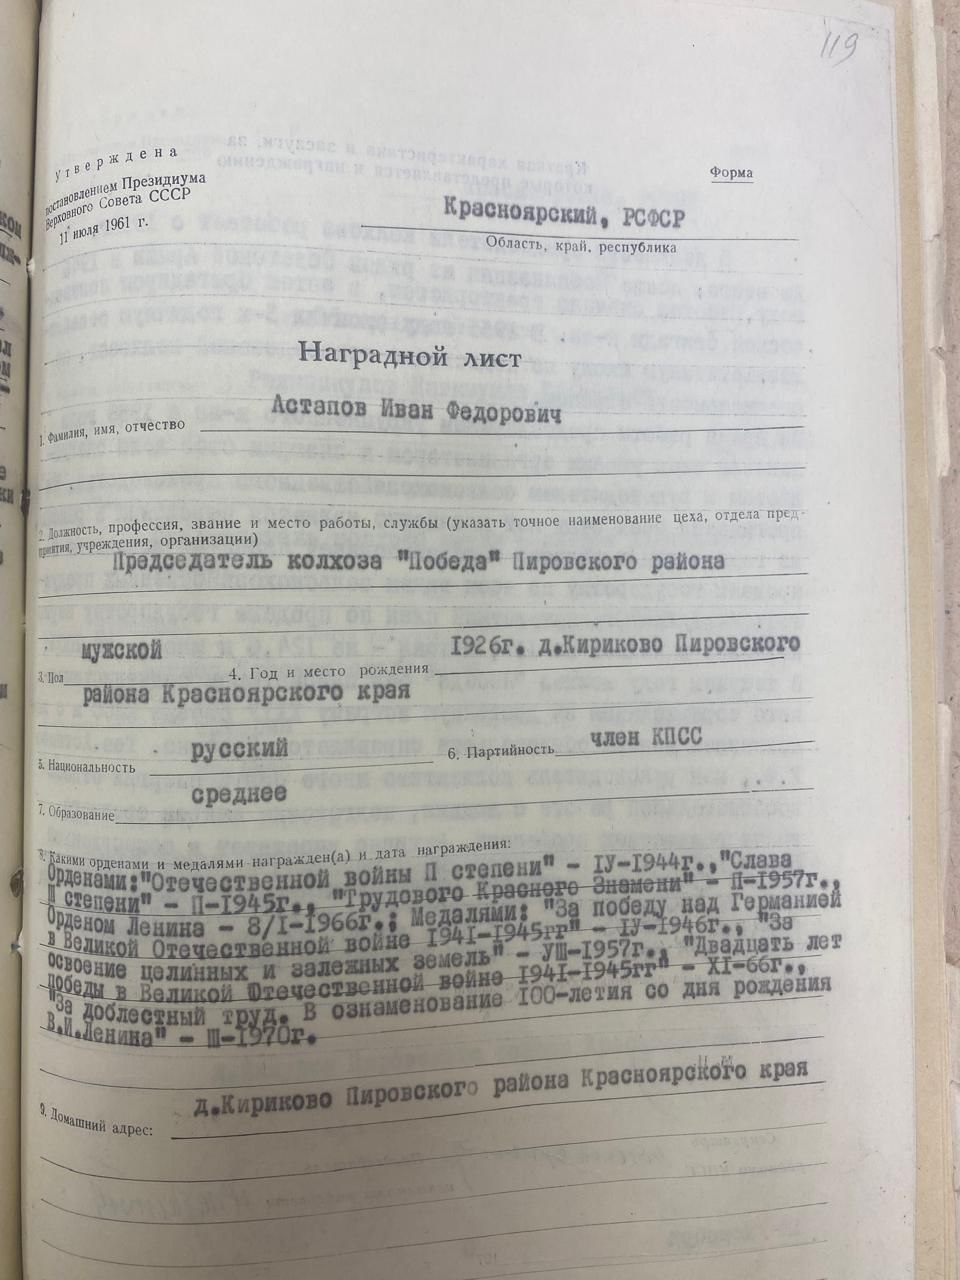 119
Утверждена
постановлением Президиума
Верховного Совета СССР
11 июля 1961 г.
Форма
Красноярский, РСФСР
Область, край, республика
Наградной лист
Астапов Иван Федорович
1. Фамилия, имя, отчество
2. Должность, профессия, звание и место работы, службы (указать точное наименование цеха, отдела пред-
приятия, учреждения, организации)
Председатель колхоза "Победа" Пировского района
мужской 1926г. д.Кириково Пировского
3. Пол 4. Год и место рождения
района Красноярского края
русский член КПСС
5. Национальность 6. Партийность
среднее
7. Образование
8. Какими орденами и медалями награжден(а) и дата награждения:
Орденами:"Отечественной войны П степени" – IУ-1944г.,"Слава
Ш степени" – П-1945г., "Трудового Красного Знамени" – П-1957г.,
Орденом Ленина – 8/I-1966г.; Медалями: "За победу над Германией
в Великой Отечественной войне 1941-1945гг" – IУ-1946г., "За
освоение целинных и залежных земель" – УШ-1957г., "Двадцать лет
победы в Великой Отечественной войне 1941-1945гг" – XI-66г.,
"За доблестный труд. В ознаменование 100-летия со дня рождения
В.И.Ленина" – Ш-1970г.
д.Кириково Пировского района Красноярского края
9. Домашний адрес: